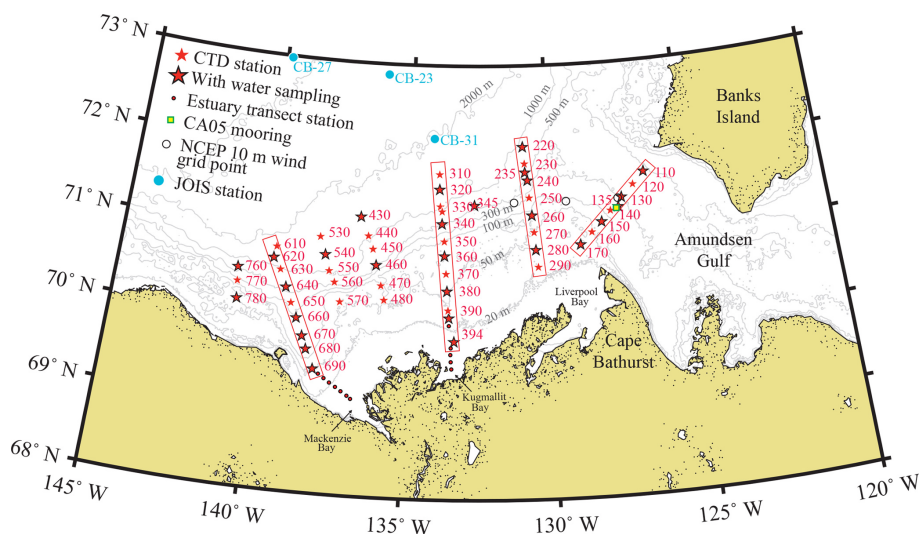 73° N
72° N
71° N
70° N
69° N
68° N
145° W
140° W
135° W
130° W
125° W
120° W
CTD station
With water sampling
Estuary transect station
CA05 mooring
NCEP 10 m wind
grid point
JOIS station
CB-27
CB-23
CB-31
2000 m
1000 m
500 m
300 m
100 m
50 m
20 m
Banks
Island
Amundsen
Gulf
Cape
Bathurst
Liverpool
Bay
Kugmallit
Bay
Mackenzie
Bay
110
120
130
135
140
150
160
170
220
230
235
240
250
260
270
280
290
310
320
330
345
340
350
360
370
380
390
394
430
440
450
460
470
480
530
540
550
560
570
610
620
630
640
650
660
670
680
690
760
770
780